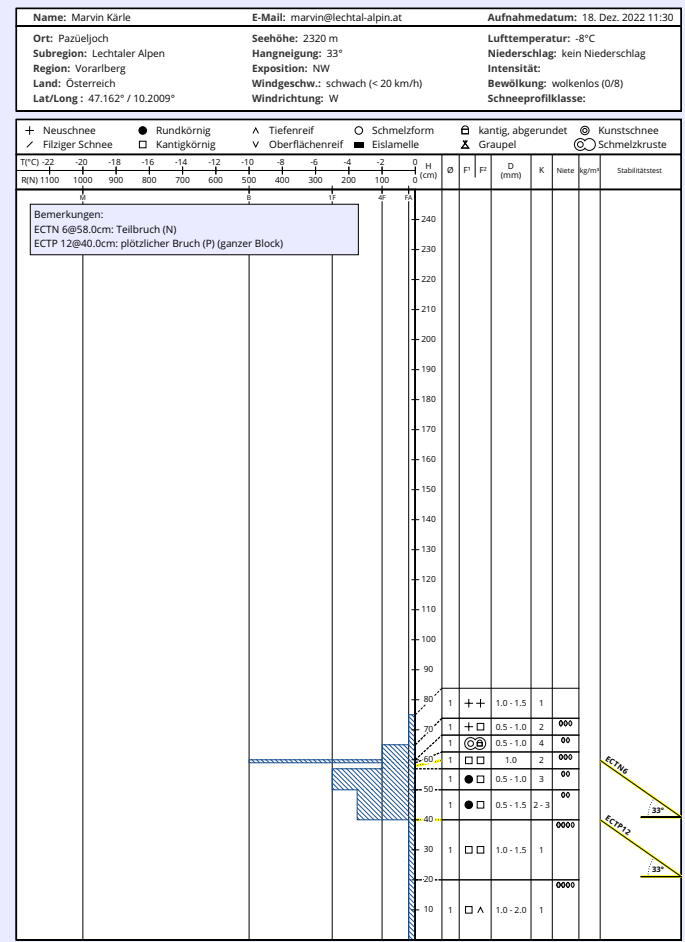 Name: Marvin Kärle E-Mail: marvin@lechtal-alpin.at Aufnahmedatum: 18. Dez. 2022 11:30
Ort: Pazüeljoch Seehöhe: 2320 m Lufttemperatur: -8°C
Subregion: Lechtaler Alpen Hangneigung: 33° Niederschlag: kein Niederschlag
Region: Vorarlberg Exposition: NW Intensität:
Land: Österreich Windgeschw.: schwach (< 20 km/h) Bewölkung: wolkenlos (0/8)
Lat/Long : 47.162° / 10.2009° Windrichtung: W Schneeprofilklasse:
Neuschnee Rundkörnig Tiefenreif Schmelzform kantig, abgerundet Kunstschnee
Filziger Schnee Kantigkörnig Oberflächenreif Eislamelle Graupel Schmelzkruste
T(°C) -22 -20 -18 -16 -14 -12 -10 -8 -6 -4 -2 0 H (cm) Ø F¹ F² D (mm) K Niete kg/m³ Stabilitätstest
R(N) 1100 1000 900 800 700 600 500 400 300 200 100 0
M B 1F 4F FA
Bemerkungen:
ECTN 6@58.0cm: Teilbruch (N)
ECTP 12@40.0cm: plötzlicher Bruch (P) (ganzer Block)
240
230
220
210
200
190
180
170
160
150
140
130
120
110
100
90
80
1 1.0 - 1.5 1
70
1 0.5 - 1.0 2
1 0.5 - 1.0 4
60
1 1.0 2
ECTN6
1 0.5 - 1.0 3
50
1 0.5 - 1.5 2 - 3
33°
40
ECTP12
30
1 1.0 - 1.5 1
33°
20
10
1 1.0 - 2.0 1